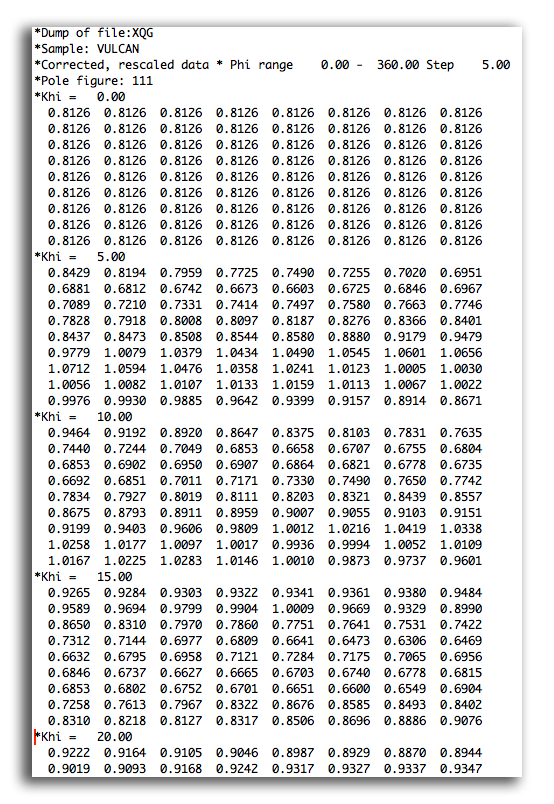 *Dump of file:XQG
*Sample: VULCAN
*Corrected, rescaled data * Phi range    0.00 -  360.00 Step    5.00
*Pole figure: 111
*Khi =   0.00
  0.8126  0.8126  0.8126  0.8126  0.8126  0.8126  0.8126  0.8126
  0.8126  0.8126  0.8126  0.8126  0.8126  0.8126  0.8126  0.8126
  0.8126  0.8126  0.8126  0.8126  0.8126  0.8126  0.8126  0.8126
  0.8126  0.8126  0.8126  0.8126  0.8126  0.8126  0.8126  0.8126
  0.8126  0.8126  0.8126  0.8126  0.8126  0.8126  0.8126  0.8126
  0.8126  0.8126  0.8126  0.8126  0.8126  0.8126  0.8126  0.8126
  0.8126  0.8126  0.8126  0.8126  0.8126  0.8126  0.8126  0.8126
  0.8126  0.8126  0.8126  0.8126  0.8126  0.8126  0.8126  0.8126
  0.8126  0.8126  0.8126  0.8126  0.8126  0.8126  0.8126  0.8126
*Khi =   5.00
  0.8429  0.8194  0.7959  0.7725  0.7490  0.7255  0.7020  0.6951
  0.6881  0.6812  0.6742  0.6673  0.6603  0.6725  0.6846  0.6967
  0.7089  0.7210  0.7331  0.7414  0.7497  0.7580  0.7663  0.7746
  0.7828  0.7918  0.8008  0.8097  0.8187  0.8276  0.8366  0.8401
  0.8437  0.8473  0.8508  0.8544  0.8580  0.8880  0.9179  0.9479
  0.9779  1.0079  1.0379  1.0434  1.0490  1.0545  1.0601  1.0656
  1.0712  1.0594  1.0476  1.0358  1.0241  1.0123  1.0005  1.0030
  1.0056  1.0082  1.0107  1.0133  1.0159  1.0113  1.0067  1.0022
  0.9976  0.9930  0.9885  0.9642  0.9399  0.9157  0.8914  0.8671
*Khi =   10.00
  0.9464  0.9192  0.8920  0.8647  0.8375  0.8103  0.7831  0.7635
  0.7440  0.7244  0.7049  0.6853  0.6658  0.6707  0.6755  0.6804
  0.6853  0.6902  0.6950  0.6907  0.6864  0.6821  0.6778  0.6735
  0.6692  0.6851  0.7011  0.7171  0.7330  0.7490  0.7650  0.7742
  0.7834  0.7927  0.8019  0.8111  0.8203  0.8321  0.8439  0.8557
  0.8675  0.8793  0.8911  0.8959  0.9007  0.9055  0.9103  0.9151
  0.9199  0.9403  0.9606  0.9809  1.0012  1.0216  1.0419  1.0338
  1.0258  1.0177  1.0097  1.0017  0.9936  0.9994  1.0052  1.0109
  1.0167  1.0225  1.0283  1.0146  1.0010  0.9873  0.9737  0.9601
*Khi =   15.00
  0.9265  0.9284  0.9303  0.9322  0.9341  0.9361  0.9380  0.9484
  0.9589  0.9694  0.9799  0.9904  1.0009  0.9669  0.9329  0.8990
  0.8650  0.8310  0.7970  0.7860  0.7751  0.7641  0.7531  0.7422
  0.7312  0.7144  0.6977  0.6809  0.6641  0.6473  0.6306  0.6469
  0.6632  0.6795  0.6958  0.7121  0.7284  0.7175  0.7065  0.6956
  0.6846  0.6737  0.6627  0.6665  0.6703  0.6740  0.6778  0.6815
  0.6853  0.6802  0.6752  0.6701  0.6651  0.6600  0.6549  0.6904
  0.7258  0.7613  0.7967  0.8322  0.8676  0.8585  0.8493  0.8402
  0.8310  0.8218  0.8127  0.8317  0.8506  0.8696  0.8886  0.9076
*Khi =   20.00
  0.9222  0.9164  0.9105  0.9046  0.8987  0.8929  0.8870  0.8944
  0.9019  0.9093  0.9168  0.9242  0.9317  0.9327  0.9337  0.9347